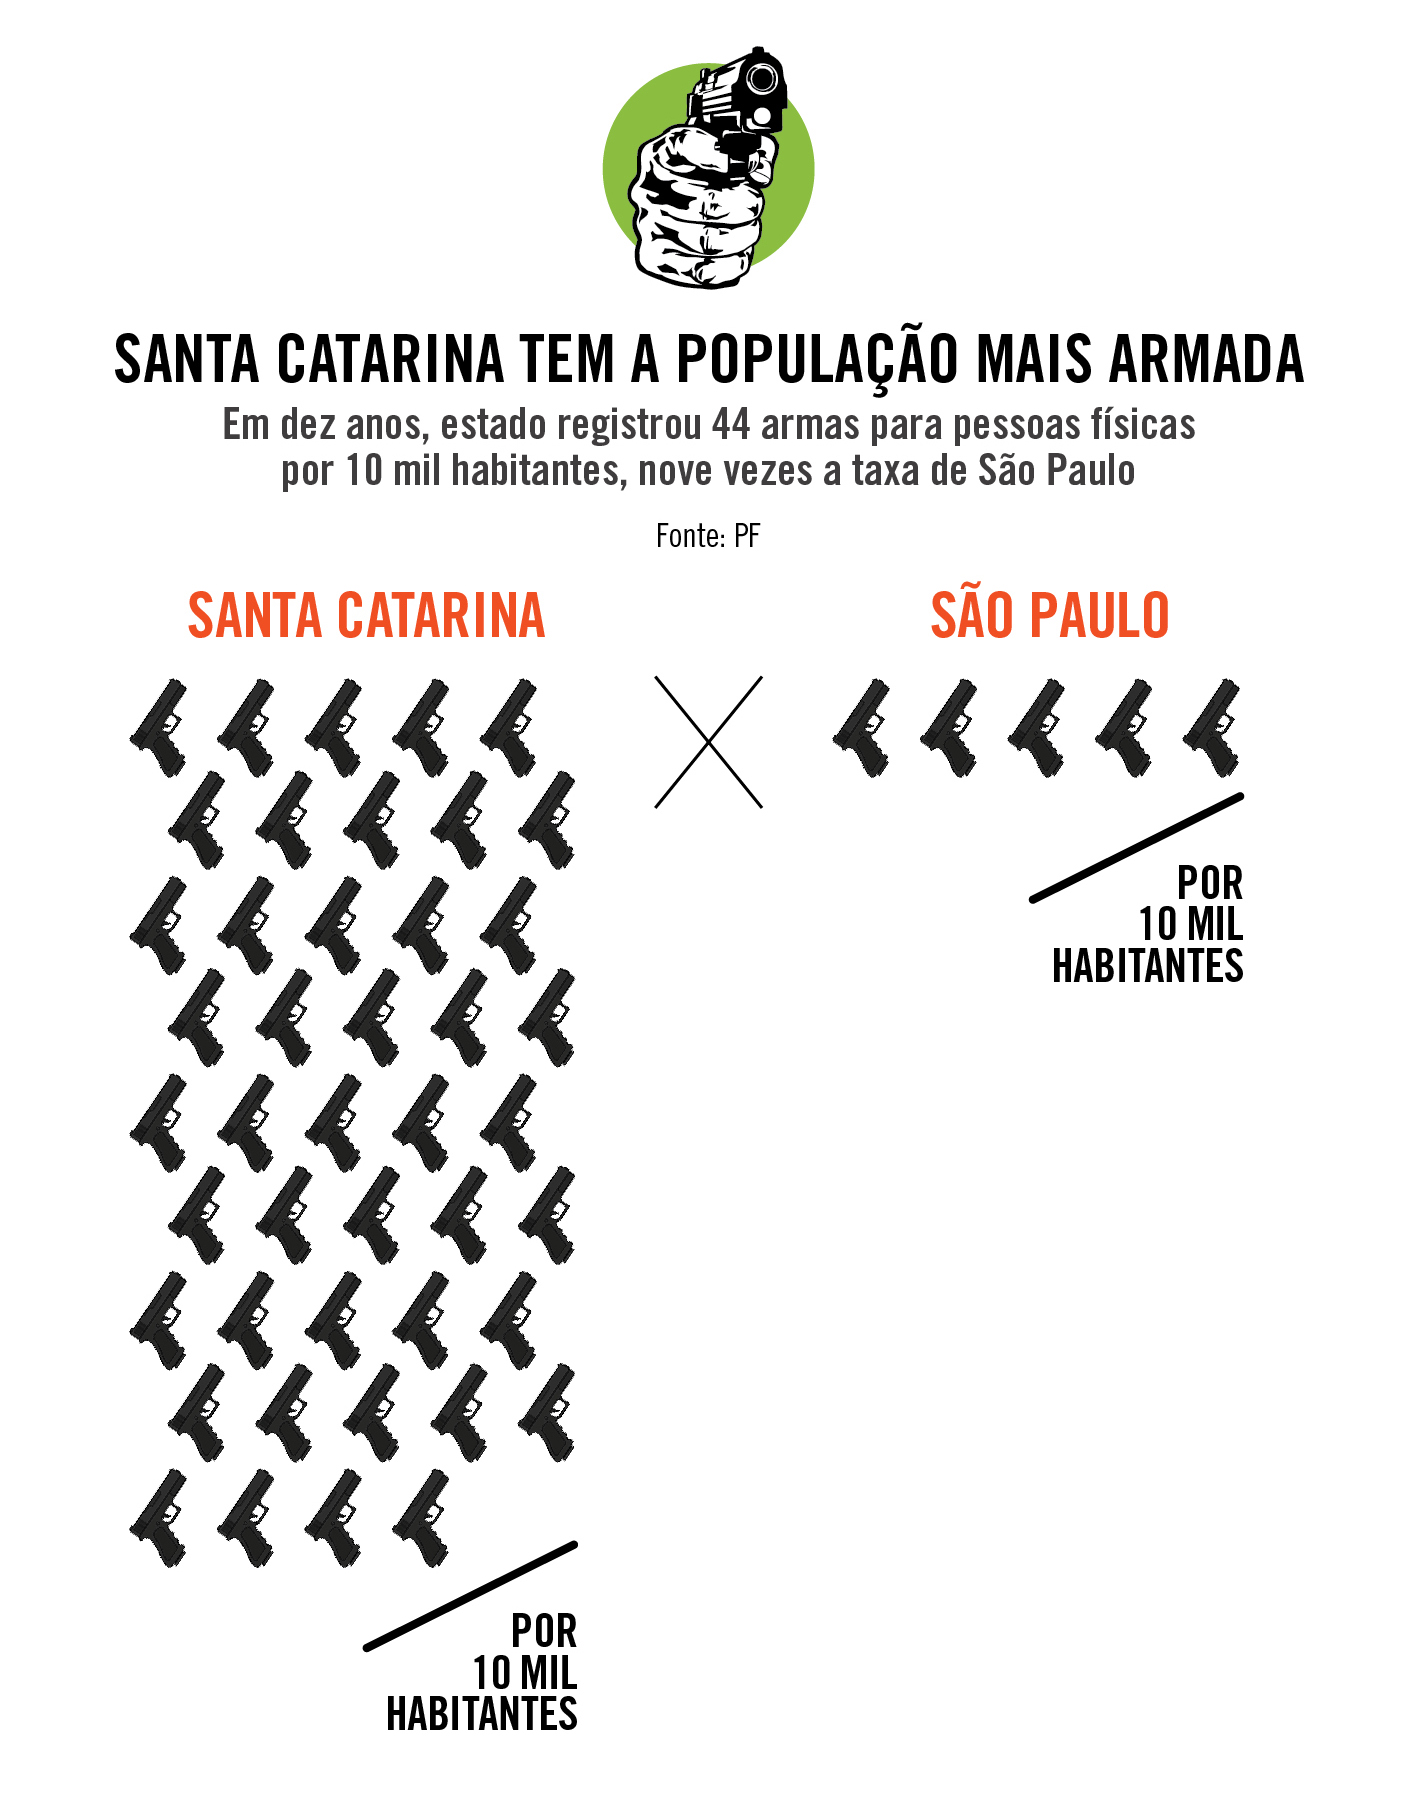 SANTA CATARINA TEM A POPULAÇÃO MAIS ARMADA
Em dez anos, estado registrou 44 armas para pessoas físicas
por 10 mil habitantes, nove vezes a taxa de São Paulo
Fonte: PF
SANTA CATARINA
SÃO PAULO
POR
10 MIL
HABITANTES
POR
10 MIL
HABITANTES